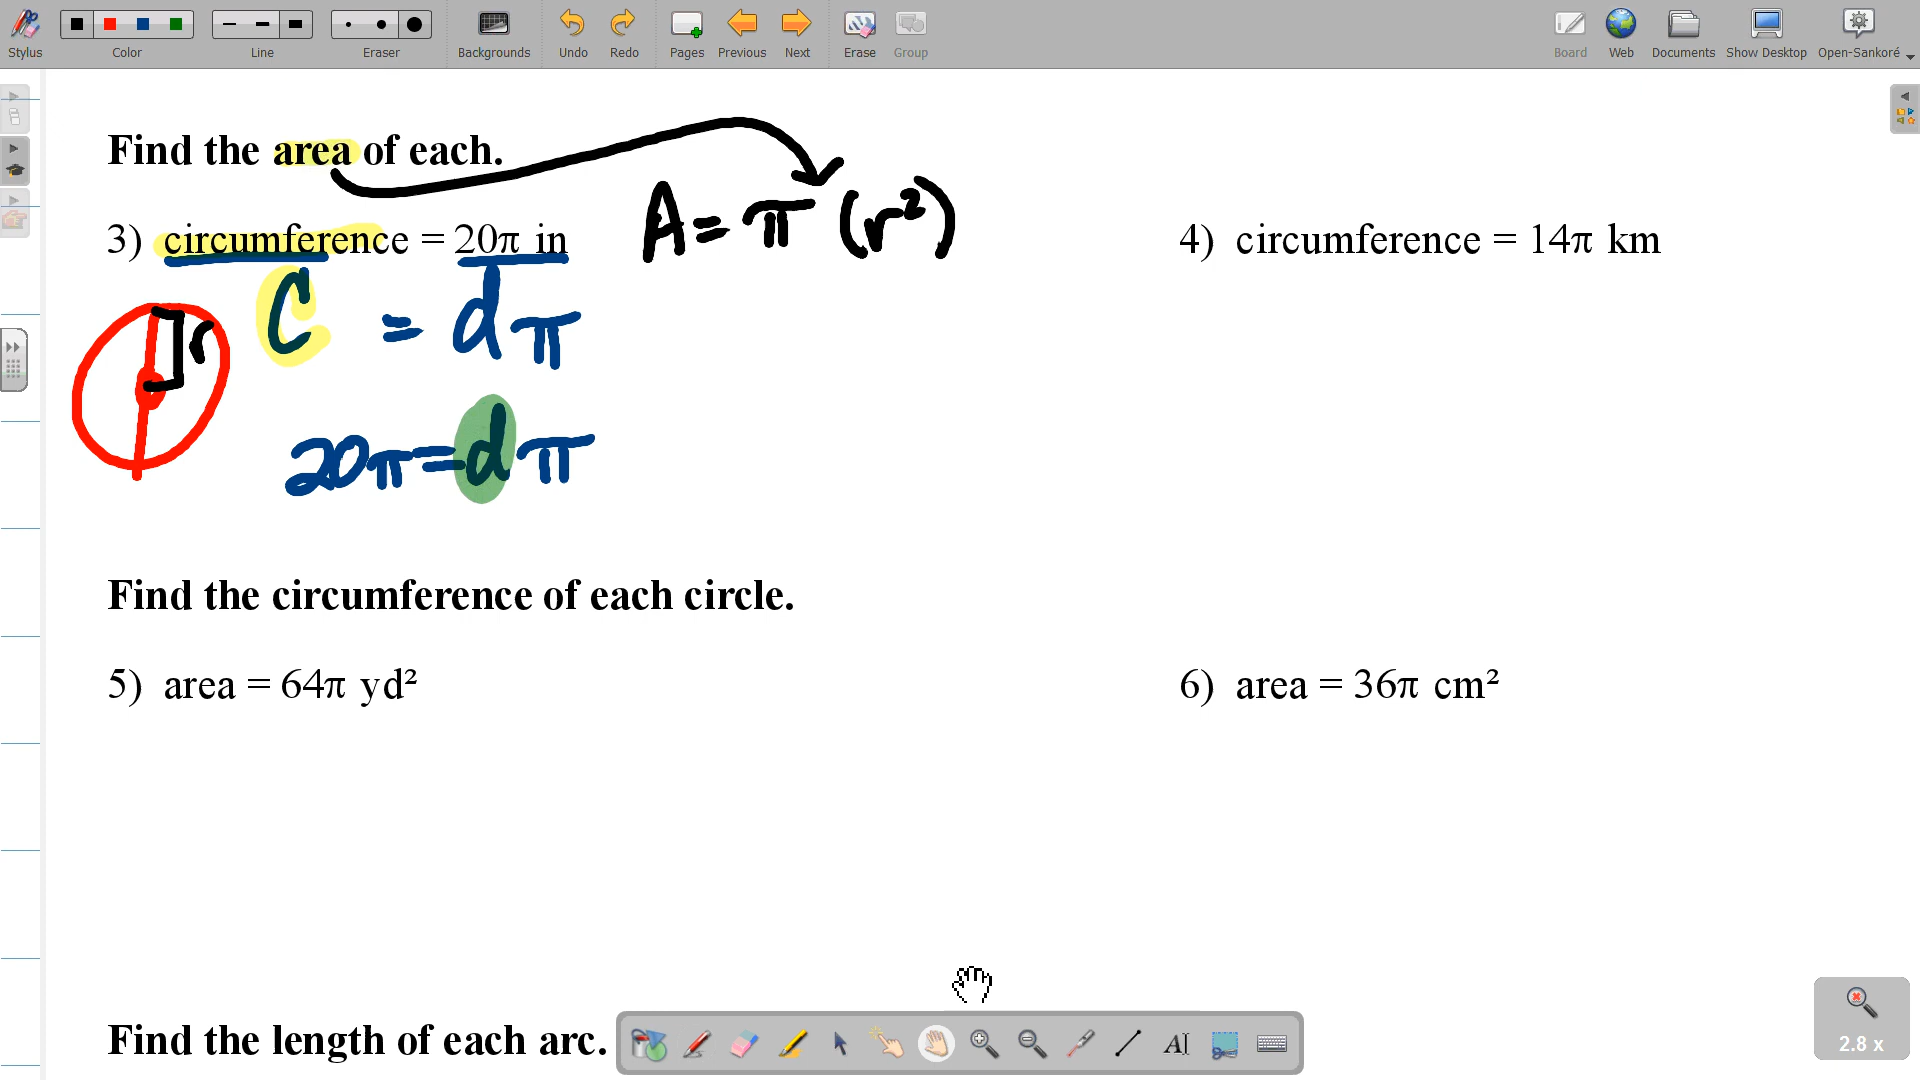 Stylus Color Line Eraser Backgrounds Undo Redo Pages Previous Next Erase Group Board Web Documents Show Desktop Open-Sankoré
Find the area of each.
A = π (r²)
3) circumference = 20π in
4) circumference = 14π km
C = dπ
r
20π = dπ
Find the circumference of each circle.
5) area = 64π yd²
6) area = 36π cm²
Find the length of each arc.
AI
2.8 x